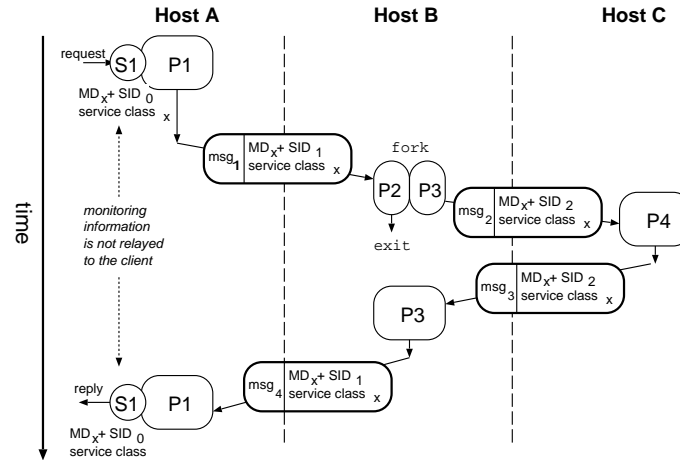 Host A
Host B
Host C
request
S1
P1
MDx+ SID 0
service class x
msg1
MDx+ SID 1
service class x
fork
P2
P3
exit
msg2
MDx+ SID 2
service class x
P4
time
monitoring
information
is not relayed
to the client
msg3
MDx+ SID 2
service class x
P3
msg4
MDx+ SID 1
service class x
reply
S1
P1
MDx+ SID 0
service class